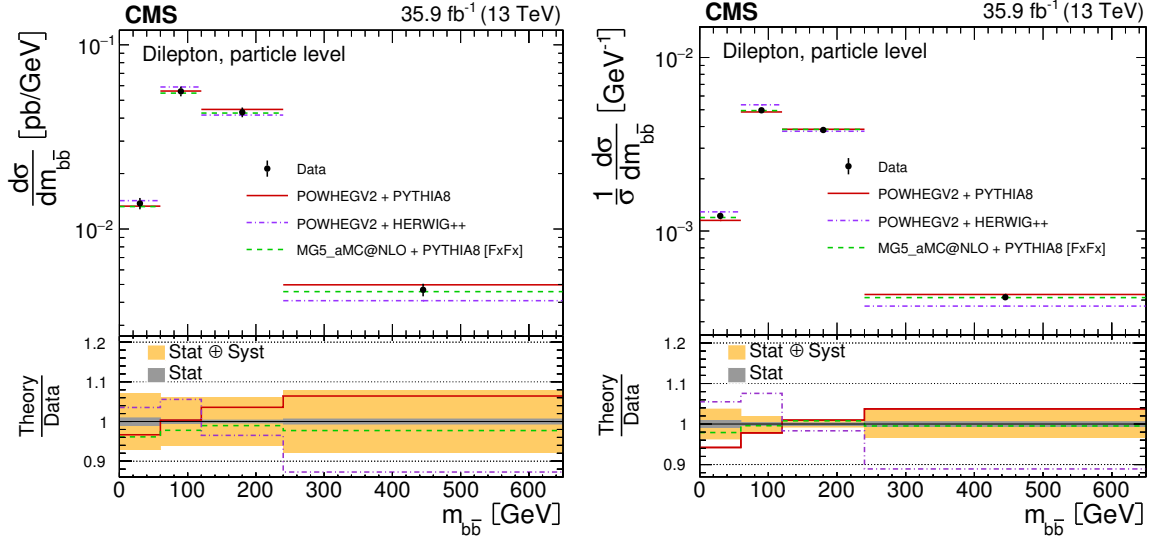 CMS 35.9 fb⁻¹ (13 TeV)
Dilepton, particle level
dσ/dm_bb̄ [pb/GeV]
10⁻¹
10⁻²
Data
POWHEGV2 + PYTHIA8
POWHEGV2 + HERWIG++
MG5_aMC@NLO + PYTHIA8 [FxFx]
Stat ⊕ Syst
Stat
Theory/Data
1.2
1.1
1
0.9
0 100 200 300 400 500 600
m_bb̄ [GeV]
CMS 35.9 fb⁻¹ (13 TeV)
Dilepton, particle level
1/σ dσ/dm_bb̄ [GeV⁻¹]
10⁻²
10⁻³
Data
POWHEGV2 + PYTHIA8
POWHEGV2 + HERWIG++
MG5_aMC@NLO + PYTHIA8 [FxFx]
Stat ⊕ Syst
Stat
Theory/Data
1.2
1.1
1
0.9
0 100 200 300 400 500 600
m_bb̄ [GeV]